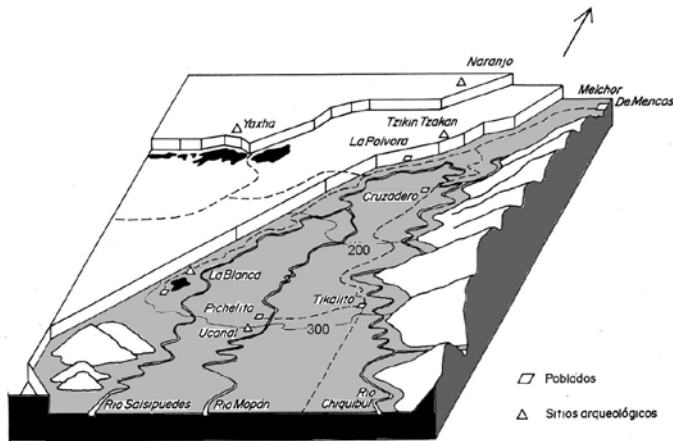 Naranjo
Melchor
De Mencos
Yaxha
Tzikin Tzakan
La Polvora
Cruzadero
200
La Blanca
Pichelito
Tikalito
Ucanal
300
Rio Salsipuedes
Rio Mopán
Rio
Chiquibul
Poblados
Sitios arqueológicos